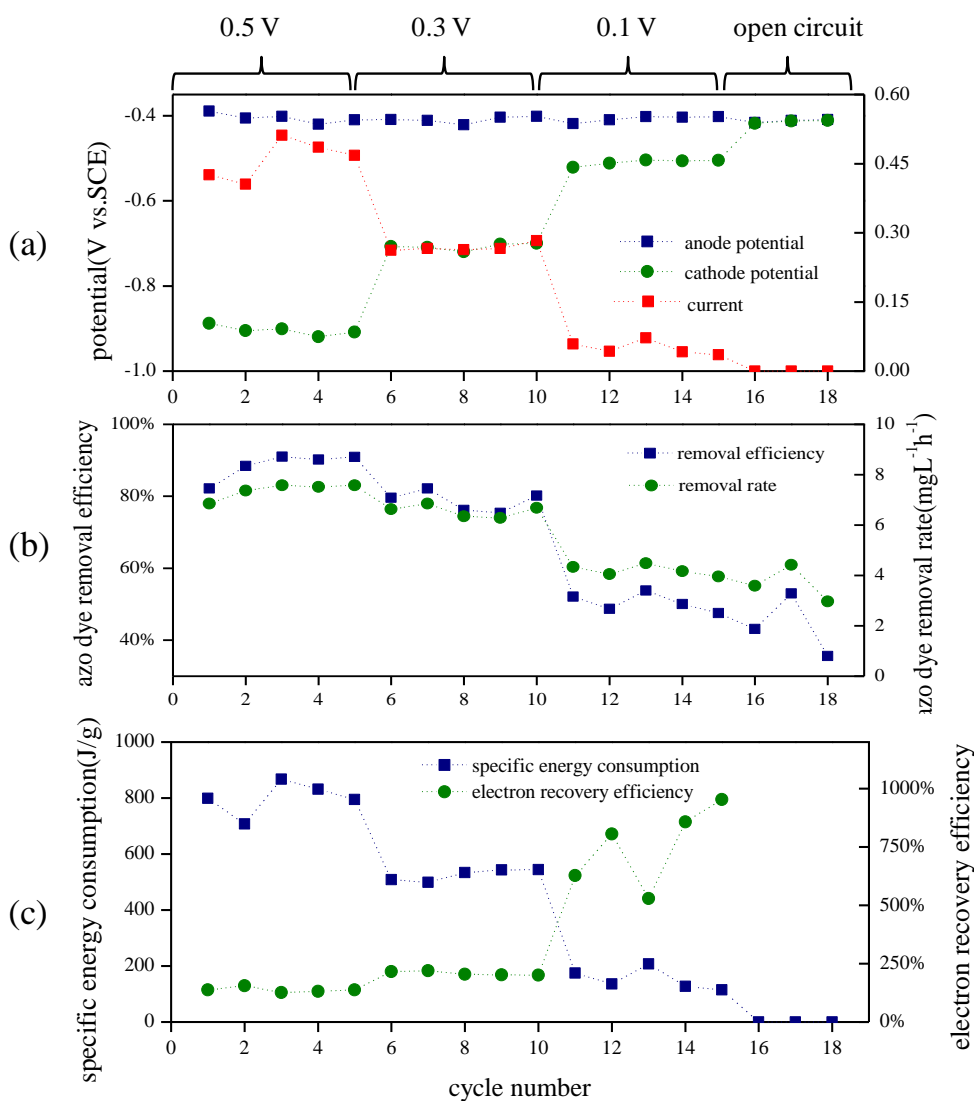 0.5 V 0.3 V 0.1 V open circuit
(a)
potential(V vs.SCE)
-0.4
-0.6
-0.8
-1.0
0.60
0.45
0.30
0.15
0.00
anode potential
cathode potential
current
0 2 4 6 8 10 12 14 16 18
(b)
azo dye removal efficiency
100%
80%
60%
40%
azo dye removal rate(mgL-1h-1)
10
8
6
4
2
0
removal efficiency
removal rate
0 2 4 6 8 10 12 14 16 18
(c)
specific energy consumption(J/g)
1000
800
600
400
200
0
electron recovery efficiency
1000%
750%
500%
250%
0%
specific energy consumption
electron recovery efficiency
0 2 4 6 8 10 12 14 16 18
cycle number